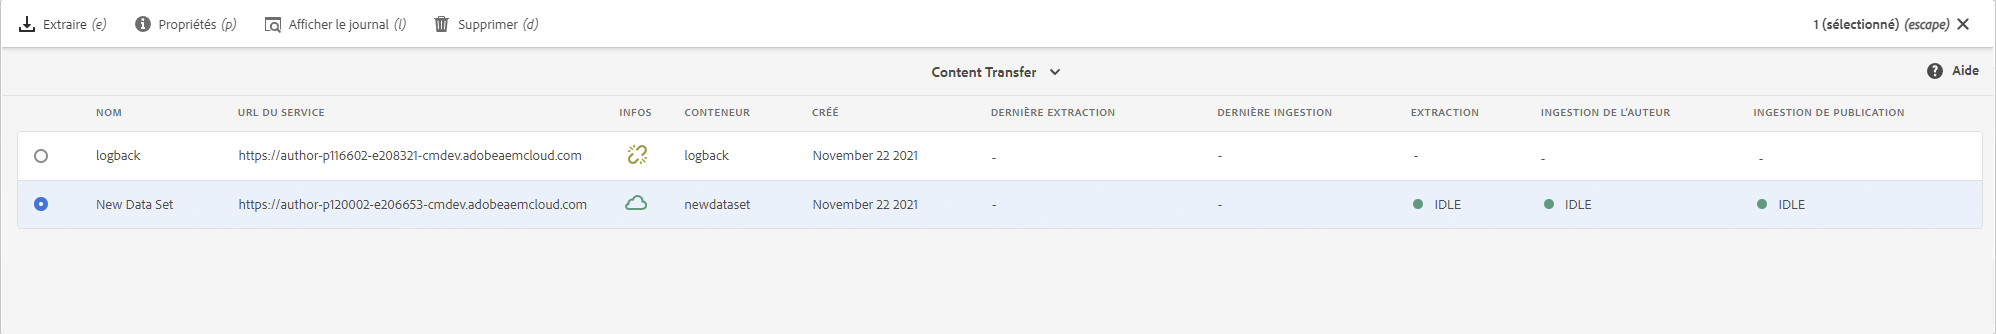 Extraire (e) Propriétés (p) Afficher le journal (l) Supprimer (d) 1 (sélectionné) (escape)
Content Transfer Aide
NOM URL DU SERVICE INFOS CONTENEUR CRÉÉ DERNIÈRE EXTRACTION DERNIÈRE INGESTION EXTRACTION INGESTION DE L'AUTEUR INGESTION DE PUBLICATION
logback https://author-p116602-e208321-cmdev.adobeaemcloud.com logback November 22 2021 - - - - -
New Data Set https://author-p120002-e206653-cmdev.adobeaemcloud.com newdataset November 22 2021 - - IDLE IDLE IDLE